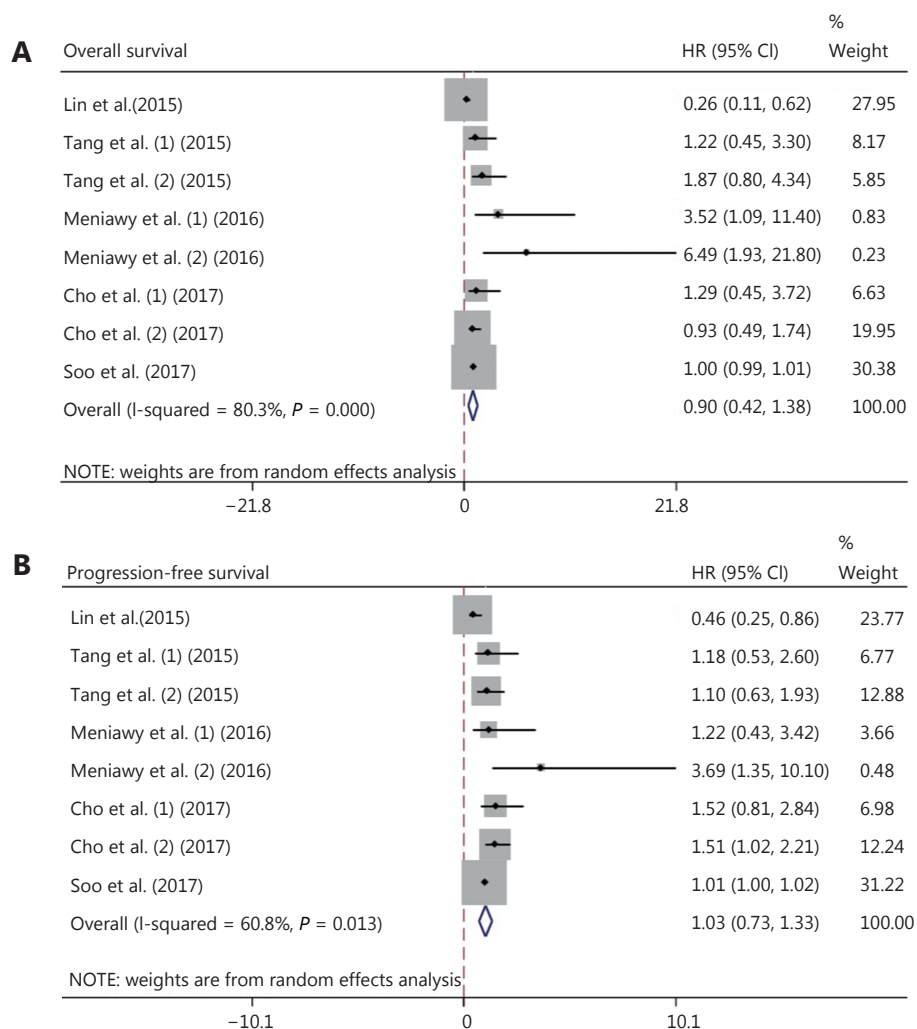 %
A Overall survival HR (95% Cl) Weight
Lin et al.(2015) 0.26 (0.11, 0.62) 27.95
Tang et al. (1) (2015) 1.22 (0.45, 3.30) 8.17
Tang et al. (2) (2015) 1.87 (0.80, 4.34) 5.85
Meniawy et al. (1) (2016) 3.52 (1.09, 11.40) 0.83
Meniawy et al. (2) (2016) 6.49 (1.93, 21.80) 0.23
Cho et al. (1) (2017) 1.29 (0.45, 3.72) 6.63
Cho et al. (2) (2017) 0.93 (0.49, 1.74) 19.95
Soo et al. (2017) 1.00 (0.99, 1.01) 30.38
Overall (I-squared = 80.3%, P = 0.000) 0.90 (0.42, 1.38) 100.00
NOTE: weights are from random effects analysis
−21.8 0 21.8
%
B Progression-free survival HR (95% Cl) Weight
Lin et al.(2015) 0.46 (0.25, 0.86) 23.77
Tang et al. (1) (2015) 1.18 (0.53, 2.60) 6.77
Tang et al. (2) (2015) 1.10 (0.63, 1.93) 12.88
Meniawy et al. (1) (2016) 1.22 (0.43, 3.42) 3.66
Meniawy et al. (2) (2016) 3.69 (1.35, 10.10) 0.48
Cho et al. (1) (2017) 1.52 (0.81, 2.84) 6.98
Cho et al. (2) (2017) 1.51 (1.02, 2.21) 12.24
Soo et al. (2017) 1.01 (1.00, 1.02) 31.22
Overall (I-squared = 60.8%, P = 0.013) 1.03 (0.73, 1.33) 100.00
NOTE: weights are from random effects analysis
−10.1 0 10.1